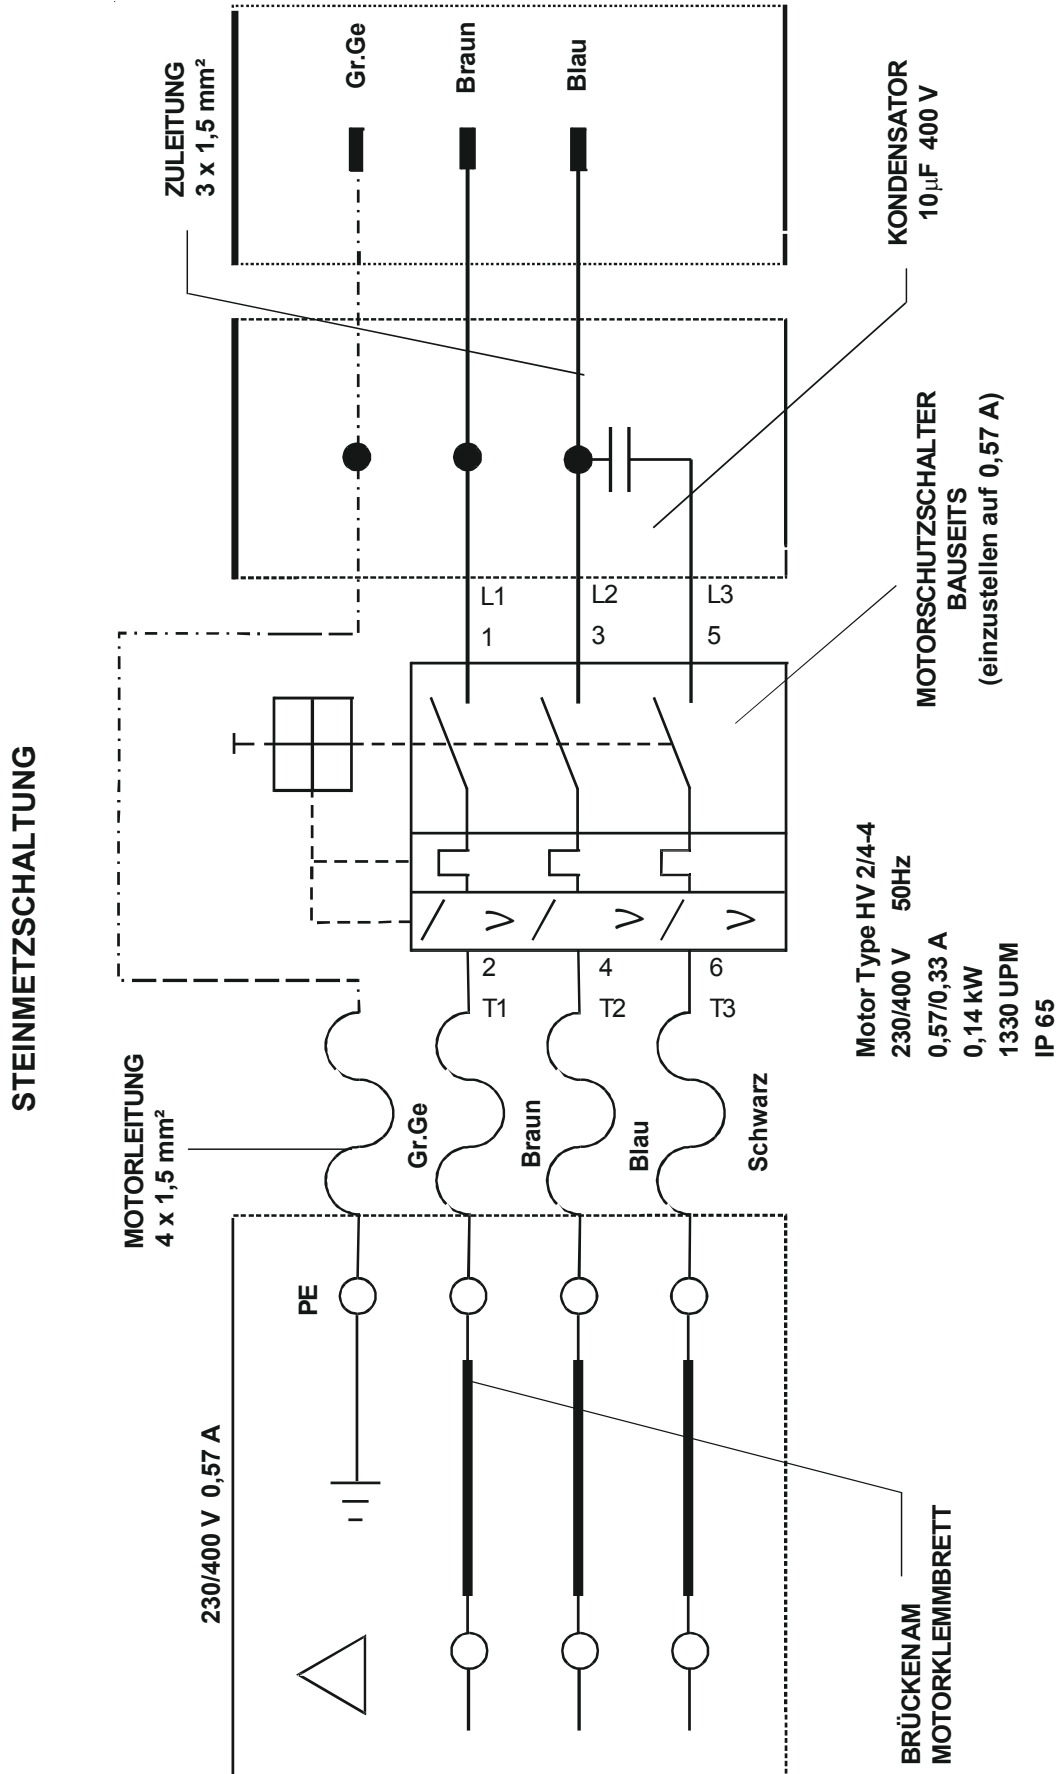 STEINMETZSCHALTUNG
ZULEITUNG
3 x 1,5 mm²
Gr.Ge
Braun
Blau
KONDENSATOR
10µF 400 V
MOTORSCHUTZSCHALTER
BAUSEITS
(einzustellen auf 0,57 A)
L1
L2
L3
1
3
5
2
4
6
T1
T2
T3
Motor Type HV 2/4-4
230/400 V 50Hz
0,57/0,33 A
0,14 kW
1330 UPM
IP 65
MOTORLEITUNG
4 x 1,5 mm²
Gr.Ge
Braun
Blau
Schwarz
PE
230/400 V 0,57 A
BRÜCKEN AM
MOTORKLEMMBRETT